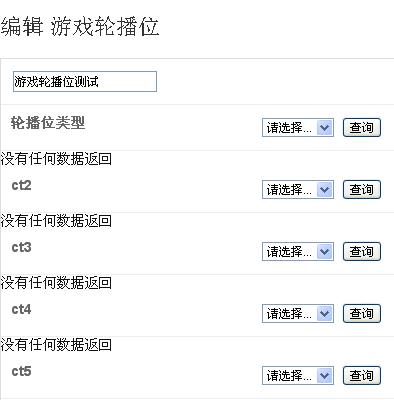 编辑 游戏轮播位
游戏轮播位测试
轮播位类型 请选择... 查询
没有任何数据返回
ct2 请选择... 查询
没有任何数据返回
ct3 请选择... 查询
没有任何数据返回
ct4 请选择... 查询
没有任何数据返回
ct5 请选择... 查询